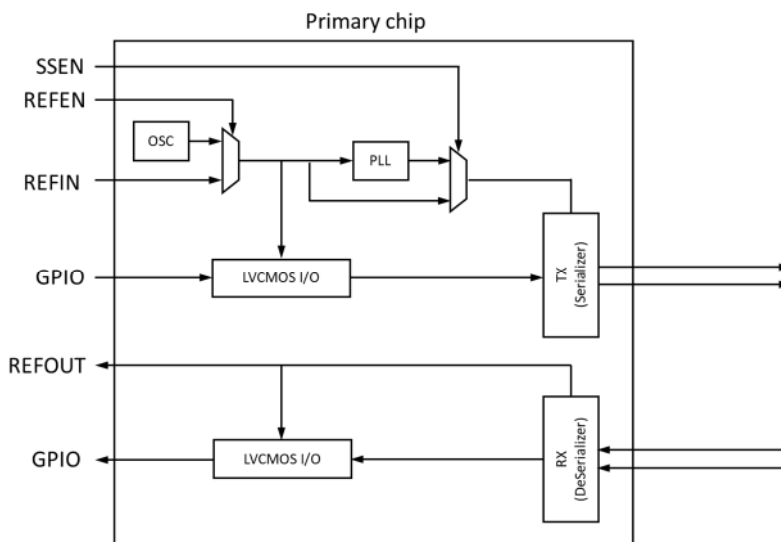 Primary chip
SSEN
REFEN
OSC
PLL
REFIN
GPIO
LVCMOS I/O
TX
(Serializer)
REFOUT
GPIO
LVCMOS I/O
RX
(DeSerializer)